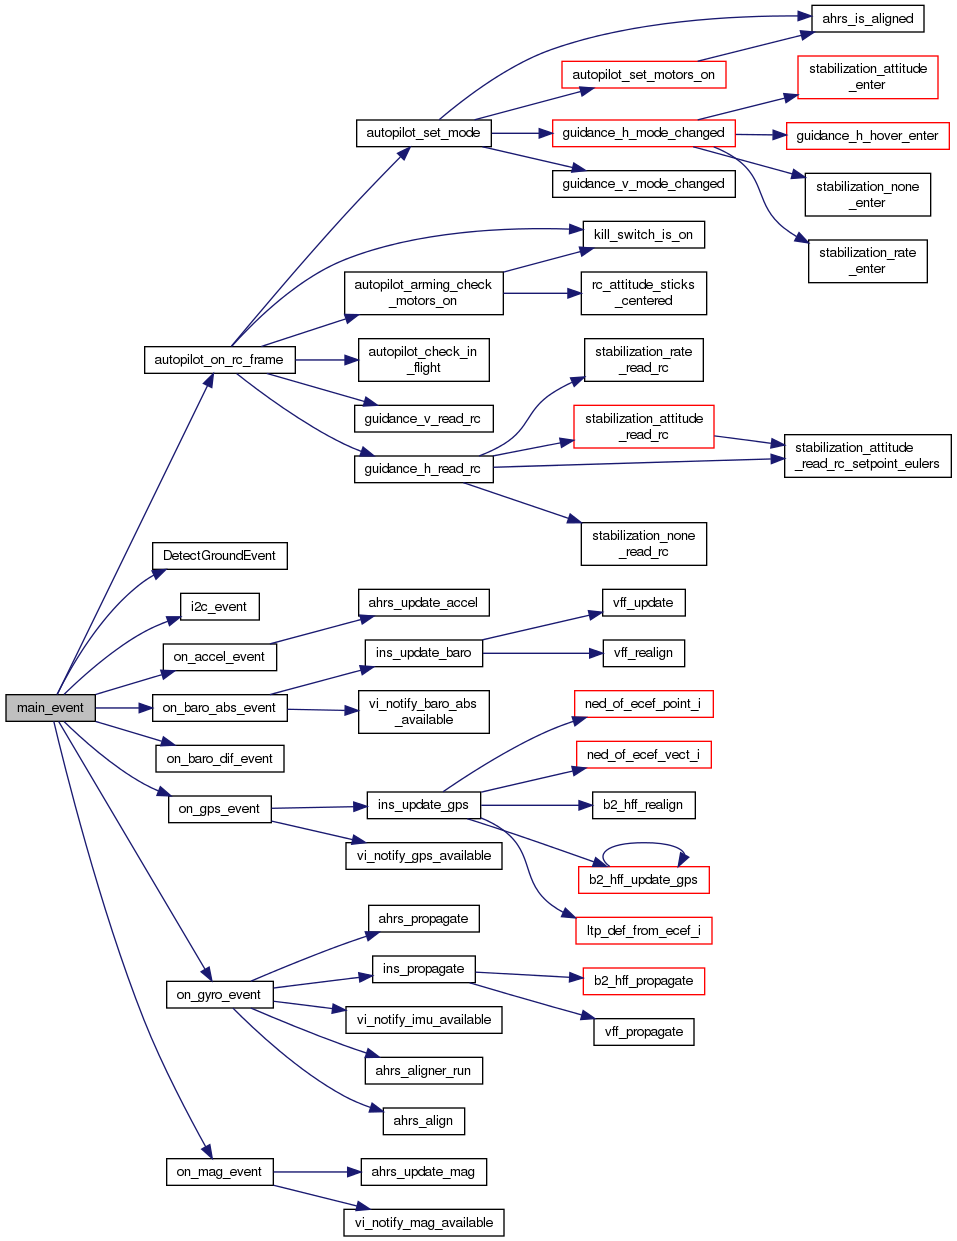 ahrs_is_aligned
autopilot_set_motors_on
stabilization_attitude
_enter
autopilot_set_mode
guidance_h_mode_changed
guidance_h_hover_enter
guidance_v_mode_changed
stabilization_none
_enter
kill_switch_is_on
stabilization_rate
_enter
autopilot_arming_check
_motors_on
rc_attitude_sticks
_centered
autopilot_on_rc_frame
autopilot_check_in
_flight
stabilization_rate
_read_rc
guidance_v_read_rc
stabilization_attitude
_read_rc
guidance_h_read_rc
stabilization_attitude
_read_rc_setpoint_eulers
stabilization_none
_read_rc
DetectGroundEvent
i2c_event
ahrs_update_accel
vff_update
on_accel_event
ins_update_baro
vff_realign
main_event
on_baro_abs_event
vi_notify_baro_abs
_available
ned_of_ecef_point_i
on_baro_dif_event
ned_of_ecef_vect_i
on_gps_event
ins_update_gps
b2_hff_realign
vi_notify_gps_available
b2_hff_update_gps
ahrs_propagate
ltp_def_from_ecef_i
ins_propagate
b2_hff_propagate
on_gyro_event
vi_notify_imu_available
vff_propagate
ahrs_aligner_run
ahrs_align
on_mag_event
ahrs_update_mag
vi_notify_mag_available